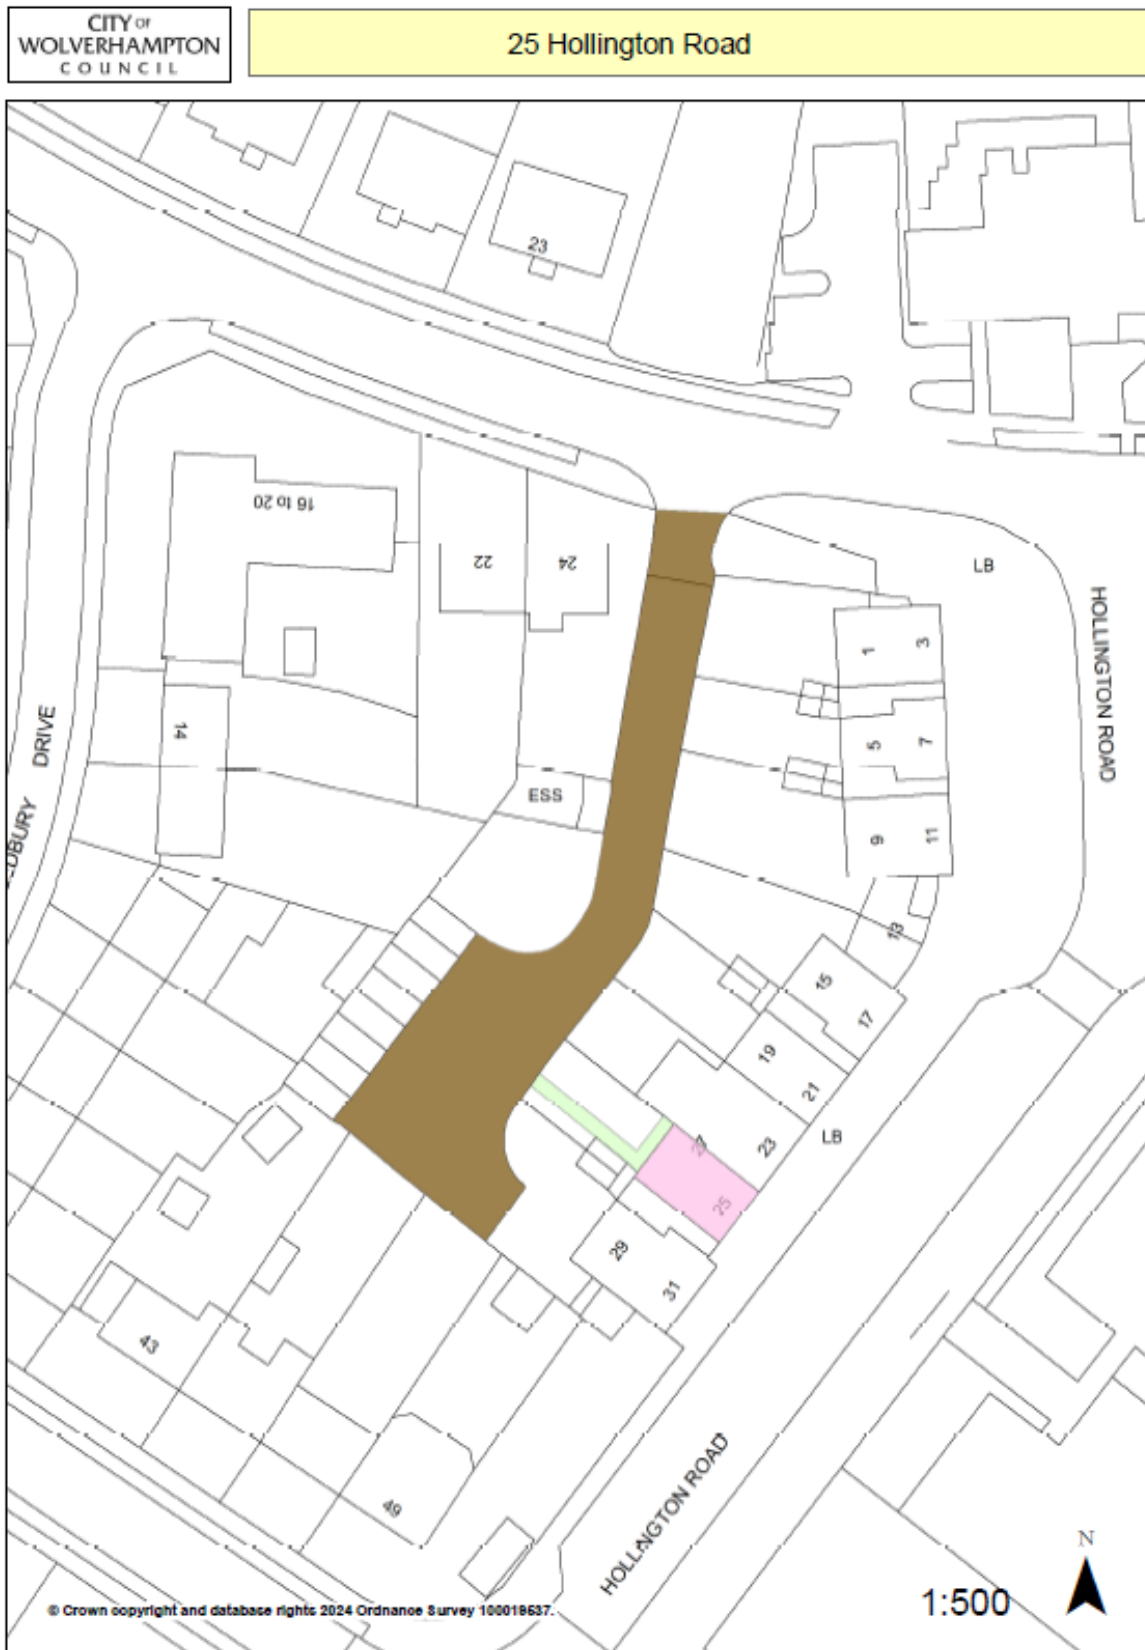 CITY OF
WOLVERHAMPTON
COUNCIL
25 Hollington Road
23
16 to 20
22
24
LB
HOLLINGTON ROAD
1
3
14
DRIVE
5
7
ESS
LDBURY
9
11
13
15
17
19
21
27
23
LB
25
29
31
43
49
HOLLINGTON ROAD
N
1:500
© Crown copyright and database rights 2024 Ordnance Survey 100019537.